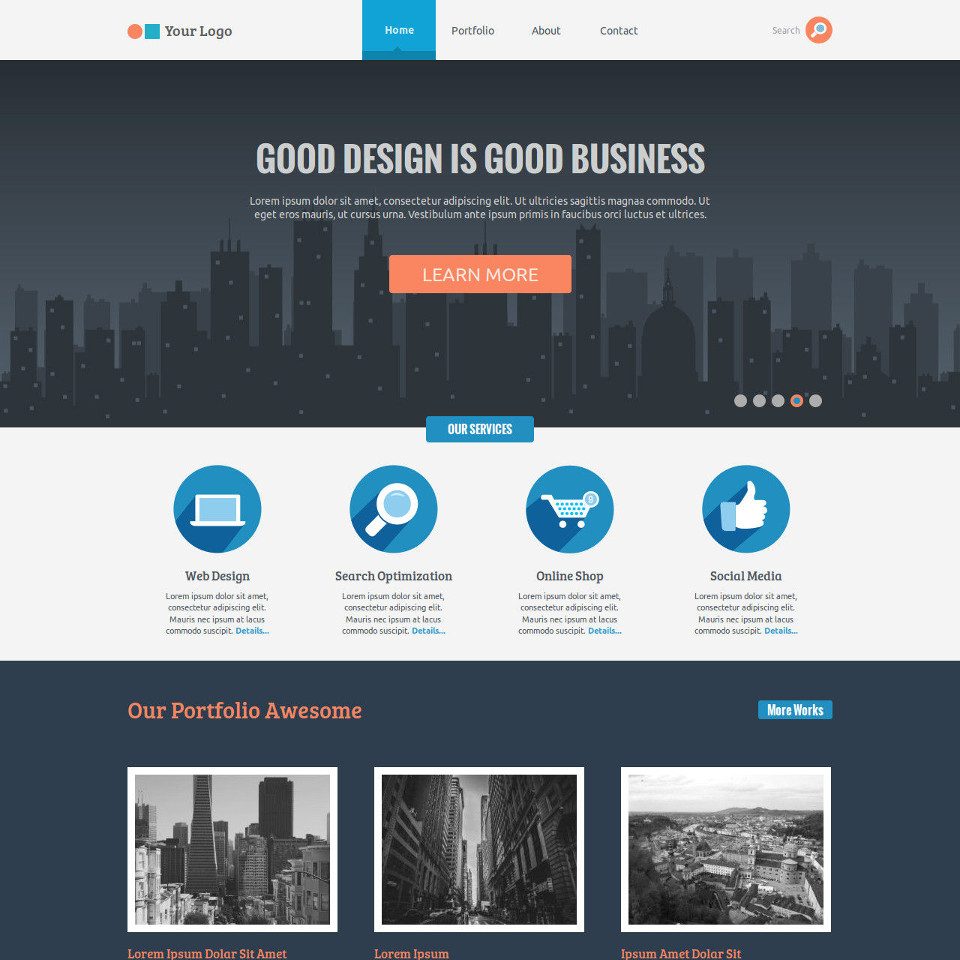 Your Logo
Home
Portfolio
About
Contact
Search
GOOD DESIGN IS GOOD BUSINESS
Lorem ipsum dolor sit amet, consectetur adipiscing elit. Ut ultricies sagittis magnaa commodo. Ut
eget eros mauris, ut cursus urna. Vestibulum ante ipsum primis in faucibus orci luctus et ultrices.
LEARN MORE
OUR SERVICES
Web Design
Lorem ipsum dolor sit amet,
consectetur adipiscing elit.
Mauris nec ipsum at lacus
commodo suscipit. Details...
Search Optimization
Lorem ipsum dolor sit amet,
consectetur adipiscing elit.
Mauris nec ipsum at lacus
commodo suscipit. Details...
Online Shop
Lorem ipsum dolor sit amet,
consectetur adipiscing elit.
Mauris nec ipsum at lacus
commodo suscipit. Details...
Social Media
Lorem ipsum dolor sit amet,
consectetur adipiscing elit.
Mauris nec ipsum at lacus
commodo suscipit. Details...
Our Portfolio Awesome
More Works
Lorem Ipsum Dolar Sit Amet
Lorem Ipsum
Ipsum Amet Dolar Sit